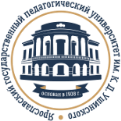 Ярославский государственный педагогический университет им. К. Д. Ушинского
ОСНОВАН В 1908 Г.